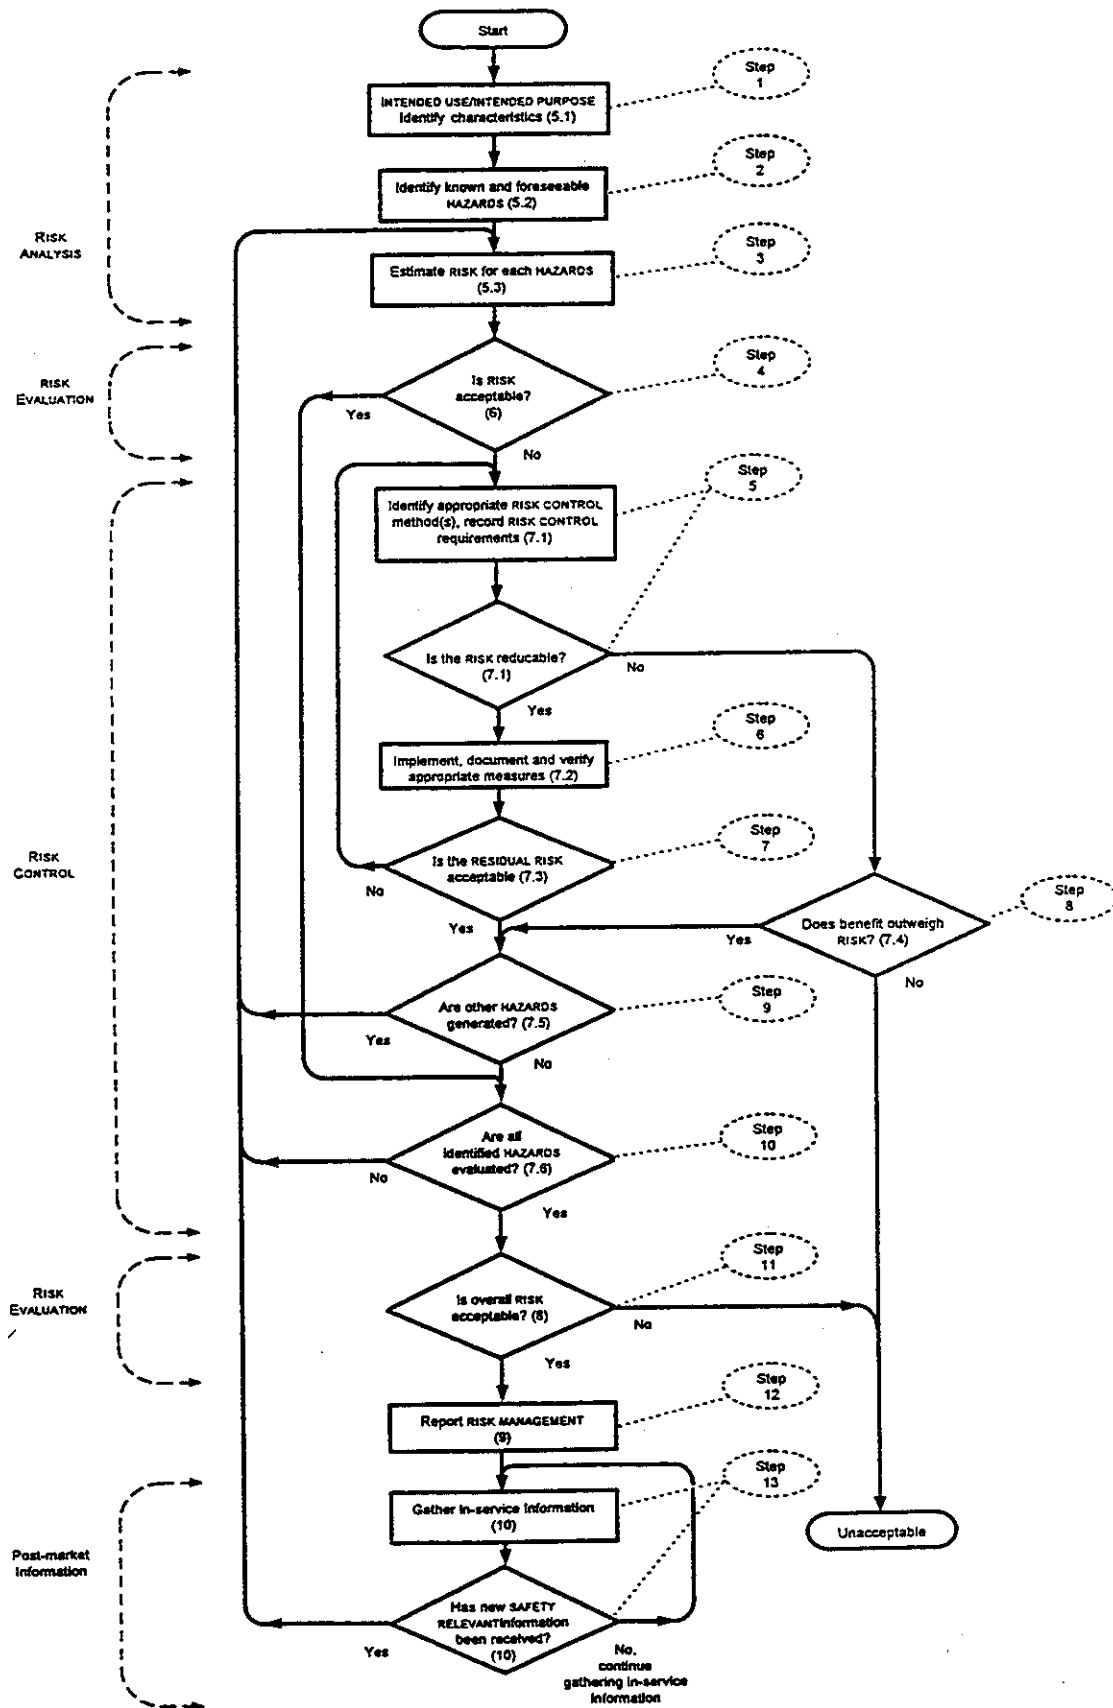 Start
Step
1
INTENDED USE/INTENDED PURPOSE
Identify characteristics (5.1)
Step
2
Identify known and foreseeable
HAZARDS (5.2)
RISK
ANALYSIS
Step
3
Estimate RISK for each HAZARDS
(5.3)
Step
4
RISK
EVALUATION
Is RISK
acceptable?
(6)
Yes
No
Step
5
Identify appropriate RISK CONTROL
method(s), record RISK CONTROL
requirements (7.1)
Is the RISK reducable?
(7.1)
No
Yes
Step
6
Implement, document and verify
appropriate measures (7.2)
Step
7
RISK
CONTROL
Is the RESIDUAL RISK
acceptable (7.3)
No
Yes
Step
8
Does benefit outweigh
RISK? (7.4)
Yes
No
Step
9
Are other HAZARDS
generated? (7.5)
Yes
No
Step
10
Are all
identified HAZARDS
evaluated? (7.6)
No
Yes
Step
11
RISK
EVALUATION
Is overall RISK
acceptable? (8)
No
Yes
Step
12
Report RISK MANAGEMENT
(9)
Step
13
Gather in-service information
(10)
Unacceptable
Post-market
information
Has new SAFETY
RELEVANTinformation
been received?
(10)
Yes
No,
continue
gathering in-service
information